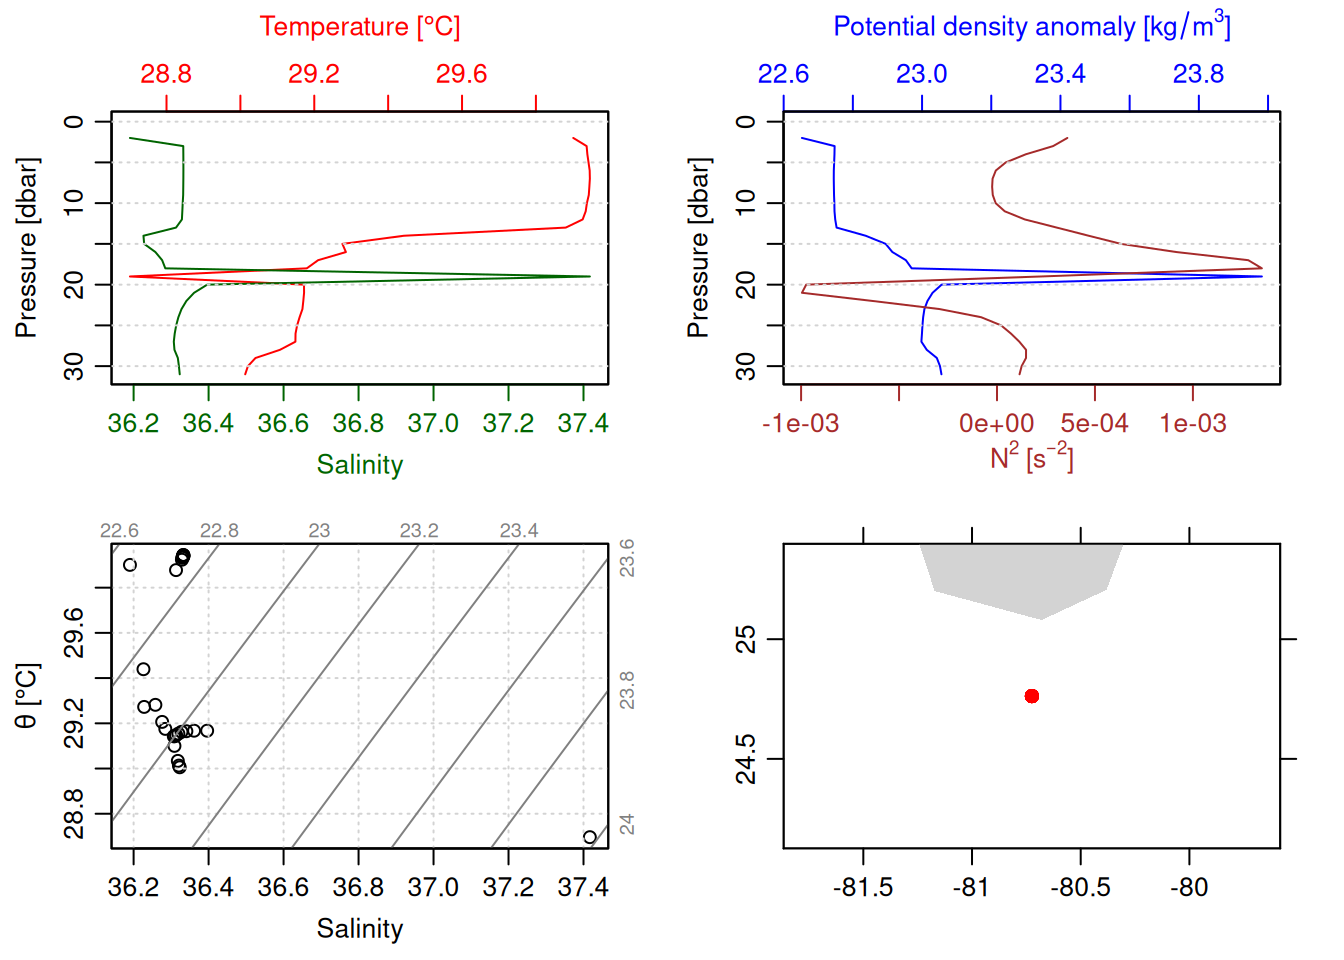 Temperature [°C]
28.8 29.2 29.6
Pressure [dbar]
0 10 20 30
36.2 36.4 36.6 36.8 37.0 37.2 37.4
Salinity
Potential density anomaly [kg/m³]
22.6 23.0 23.4 23.8
Pressure [dbar]
0 10 20 30
-1e-03 0e+00 5e-04 1e-03
N² [s⁻²]
22.6 22.8 23 23.2 23.4
23.6
23.8
24
θ [°C]
29.6
29.2
28.8
36.2 36.4 36.6 36.8 37.0 37.2 37.4
Salinity
25
24.5
-81.5 -81 -80.5 -80